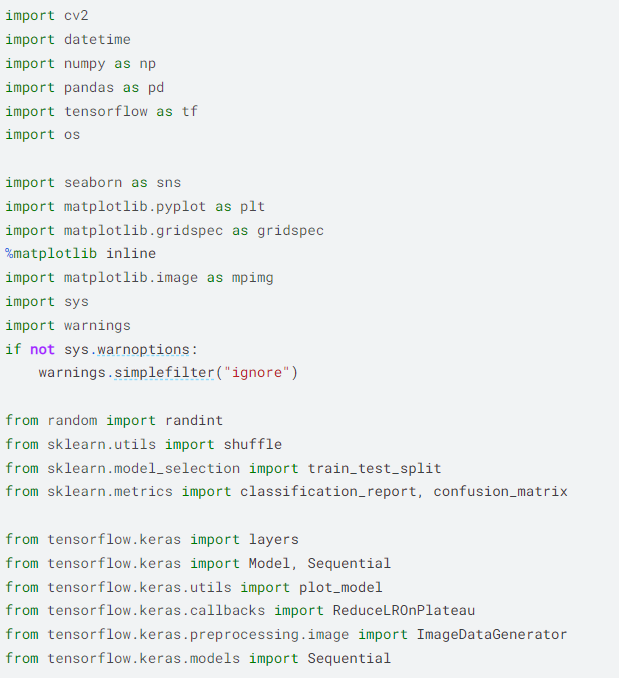 import cv2
import datetime
import numpy as np
import pandas as pd
import tensorflow as tf
import os
import seaborn as sns
import matplotlib.pyplot as plt
import matplotlib.gridspec as gridspec
%matplotlib inline
import matplotlib.image as mpimg
import sys
import warnings
if not sys.warnoptions:
    warnings.simplefilter("ignore")
from random import randint
from sklearn.utils import shuffle
from sklearn.model_selection import train_test_split
from sklearn.metrics import classification_report, confusion_matrix
from tensorflow.keras import layers
from tensorflow.keras import Model, Sequential
from tensorflow.keras.utils import plot_model
from tensorflow.keras.callbacks import ReduceLROnPlateau
from tensorflow.keras.preprocessing.image import ImageDataGenerator
from tensorflow.keras.models import Sequential